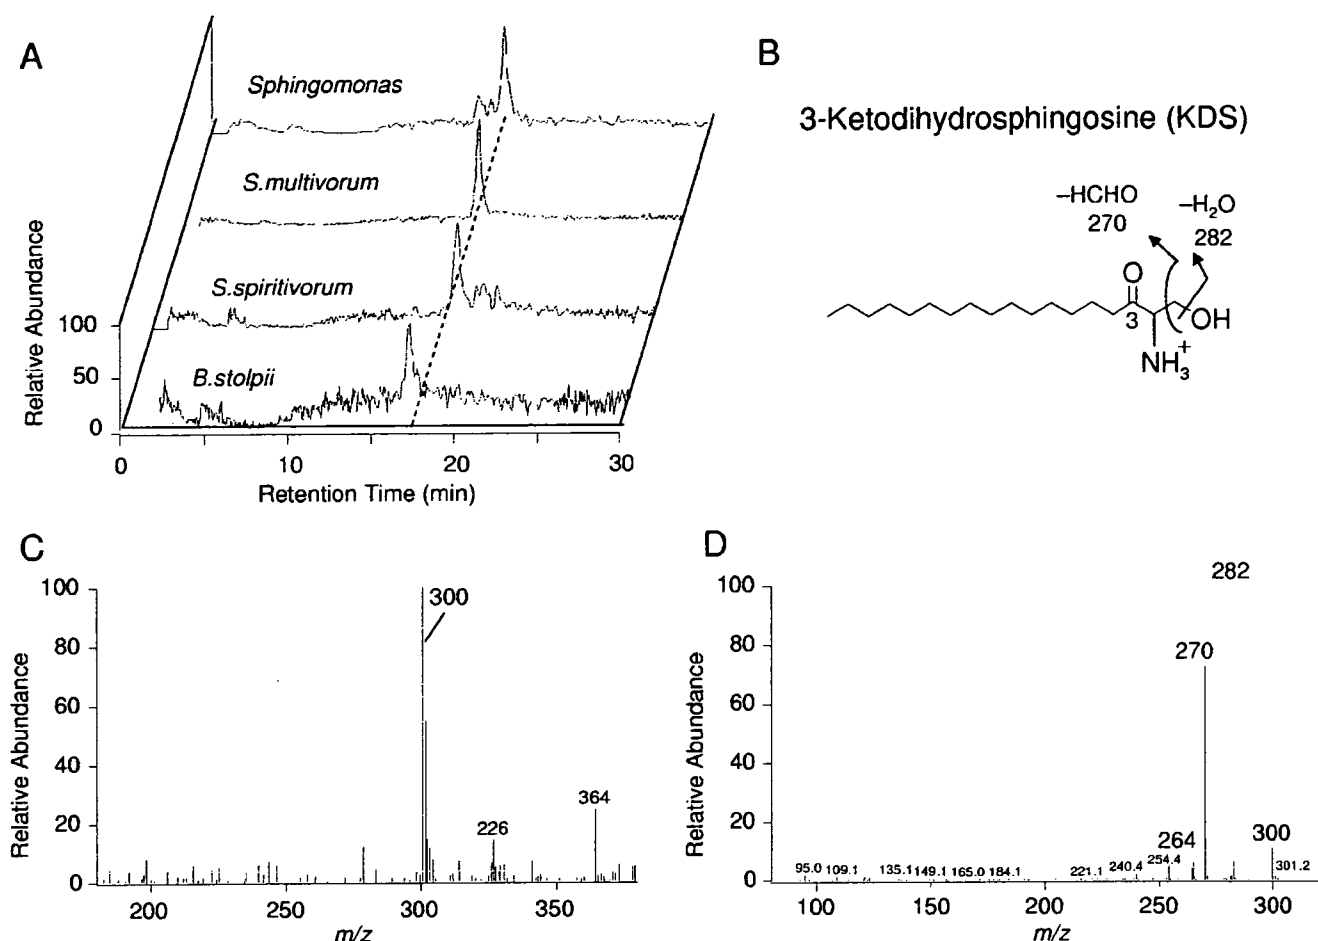 A
Sphingomonas
S.multivorum
S.spiritivorum
B.stolpii
Relative Abundance
100
50
0
0 10 20 30
Retention Time (min)
B
3-Ketodihydrosphingosine (KDS)
–HCHO
270
–H2O
282
O
3
OH
NH3+
C
Relative Abundance
100
80
60
40
20
0
300
226
364
200 250 300 350
m/z
D
Relative Abundance
100
80
60
40
20
0
282
270
264
300
95.0 109.1 135.1 149.1 165.0 184.1 221.1 240.4 254.4 301.2
100 150 200 250 300
m/z